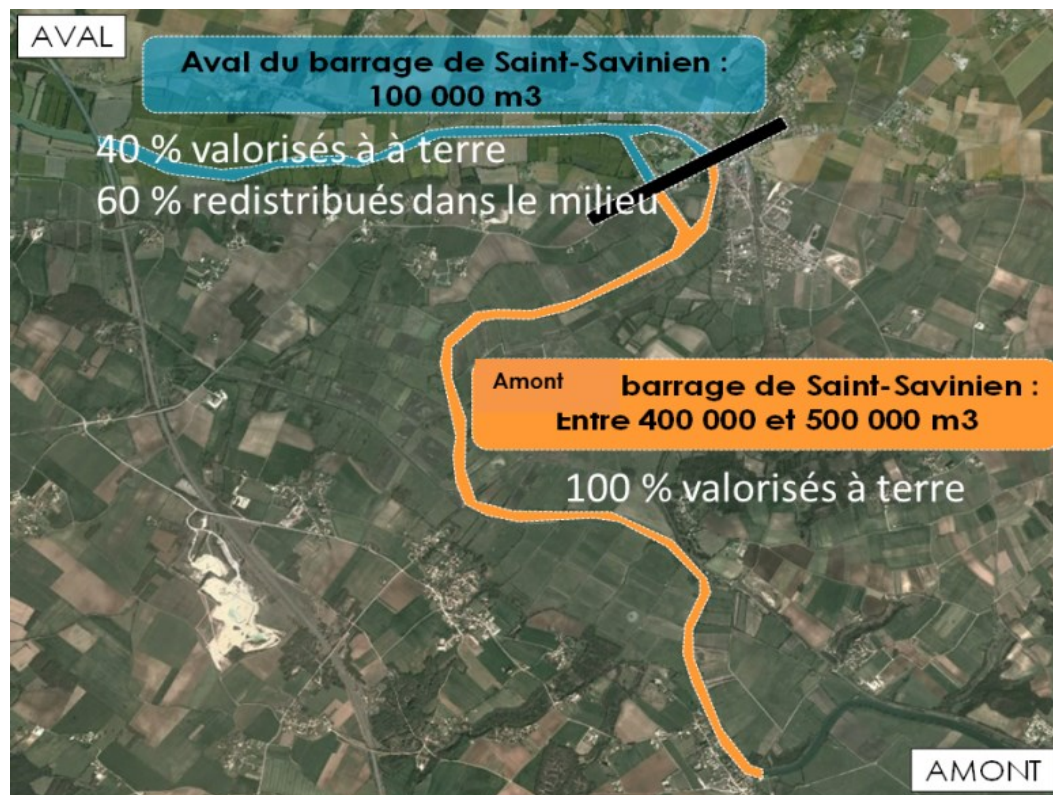 AVAL
Aval du barrage de Saint-Savinien :
100 000 m3
40 % valorisés à à terre
60 % redistribués dans le milieu
Amont barrage de Saint-Savinien :
Entre 400 000 et 500 000 m3
100 % valorisés à terre
AMONT